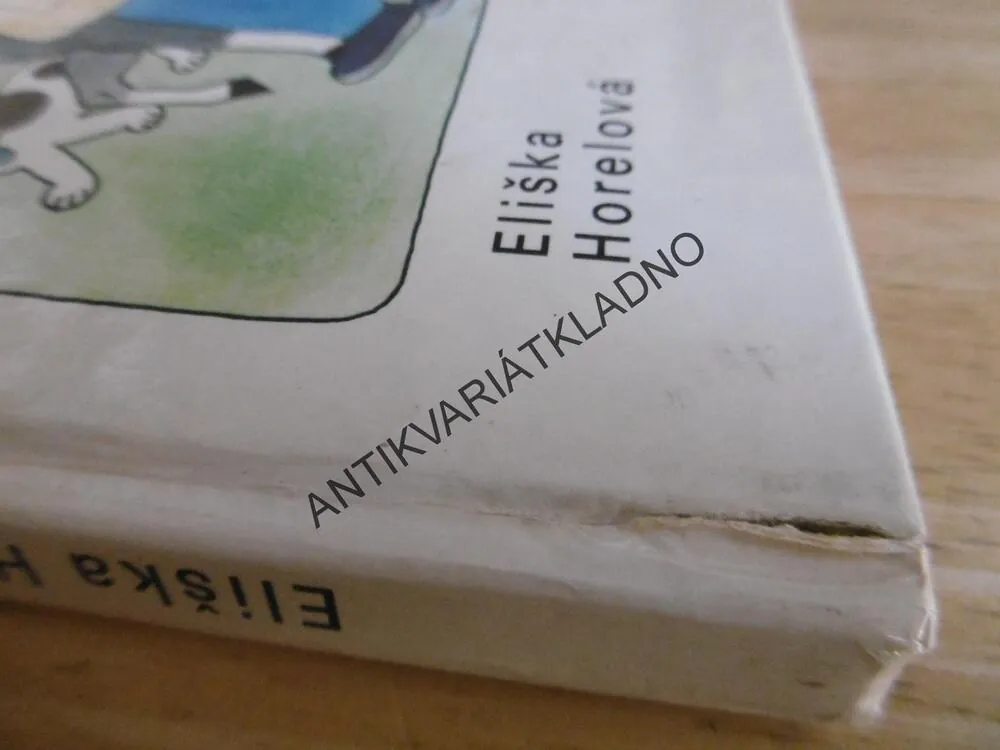 Eliška
Horelová
ANTIKVARIÁTKLADNO
Eliška H